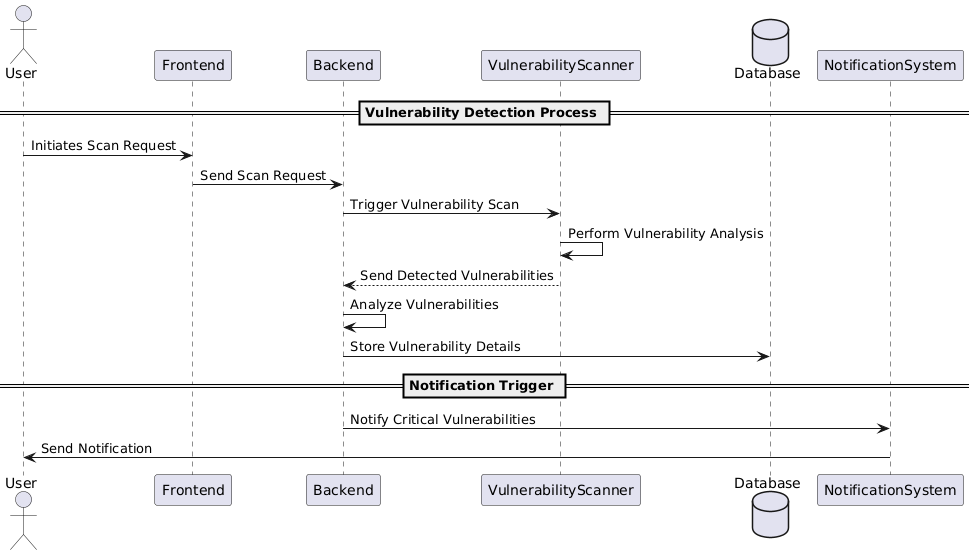 User
Frontend
Backend
VulnerabilityScanner
Database
NotificationSystem
Vulnerability Detection Process
Initiates Scan Request
Send Scan Request
Trigger Vulnerability Scan
Perform Vulnerability Analysis
Send Detected Vulnerabilities
Analyze Vulnerabilities
Store Vulnerability Details
Notification Trigger
Notify Critical Vulnerabilities
Send Notification
User
Frontend
Backend
VulnerabilityScanner
Database
NotificationSystem